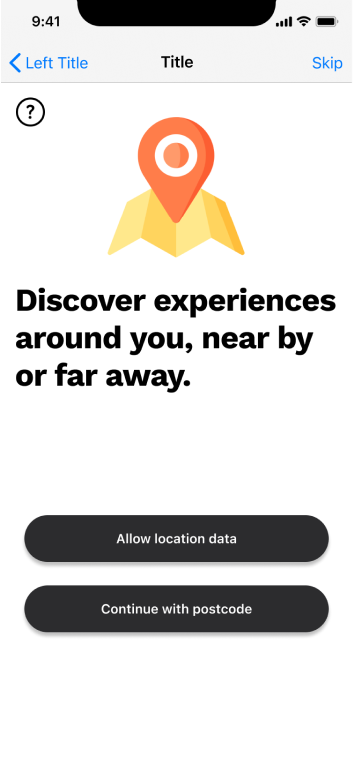 9:41
Left Title
Title
Skip
?
Discover experiences
around you, near by
or far away.
Allow location data
Continue with postcode